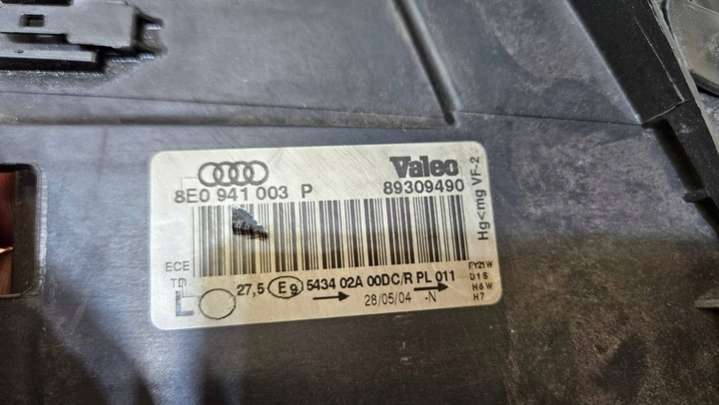 Valeo
8E0 941 003 P
89309490
Hg<mg VF-2
ECE
TD
L
27,5 E9 5434 02A 00DC/R PL 011
28/05/04 -N
FY21W
D1S
H6W
H7